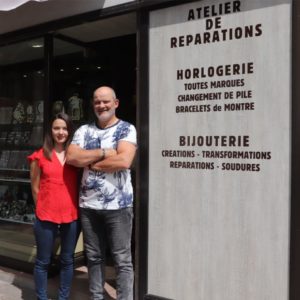 ATELIER
DE
REPARATIONS
HORLOGERIE
TOUTES MARQUES
CHANGEMENT DE PILE
BRACELETS de MONTRE
BIJOUTERIE
CREATIONS - TRANSFORMATIONS
REPARATIONS - SOUDURES